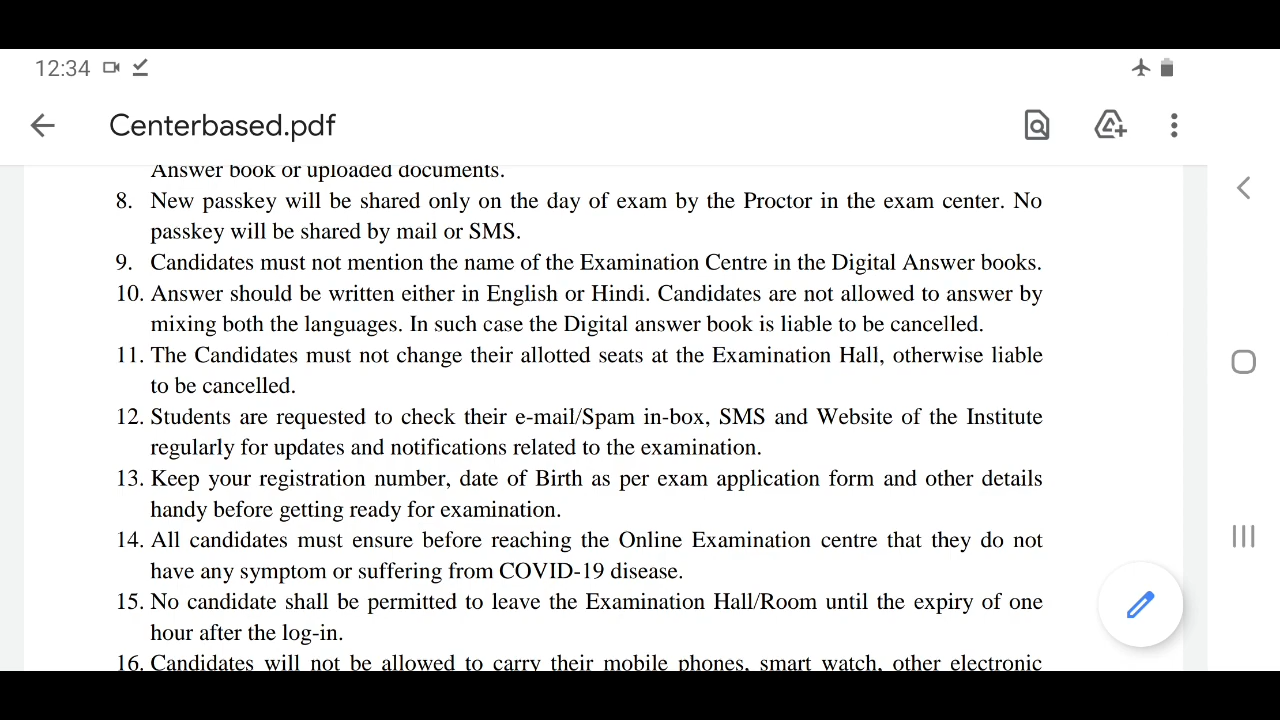 12:34
Centerbased.pdf
Answer book or uploaded documents.
8. New passkey will be shared only on the day of exam by the Proctor in the exam center. No
passkey will be shared by mail or SMS.
9. Candidates must not mention the name of the Examination Centre in the Digital Answer books.
10. Answer should be written either in English or Hindi. Candidates are not allowed to answer by
mixing both the languages. In such case the Digital answer book is liable to be cancelled.
11. The Candidates must not change their allotted seats at the Examination Hall, otherwise liable
to be cancelled.
12. Students are requested to check their e-mail/Spam in-box, SMS and Website of the Institute
regularly for updates and notifications related to the examination.
13. Keep your registration number, date of Birth as per exam application form and other details
handy before getting ready for examination.
14. All candidates must ensure before reaching the Online Examination centre that they do not
have any symptom or suffering from COVID-19 disease.
15. No candidate shall be permitted to leave the Examination Hall/Room until the expiry of one
hour after the log-in.
16. Candidates will not be allowed to carry their mobile phones, smart watch, other electronic